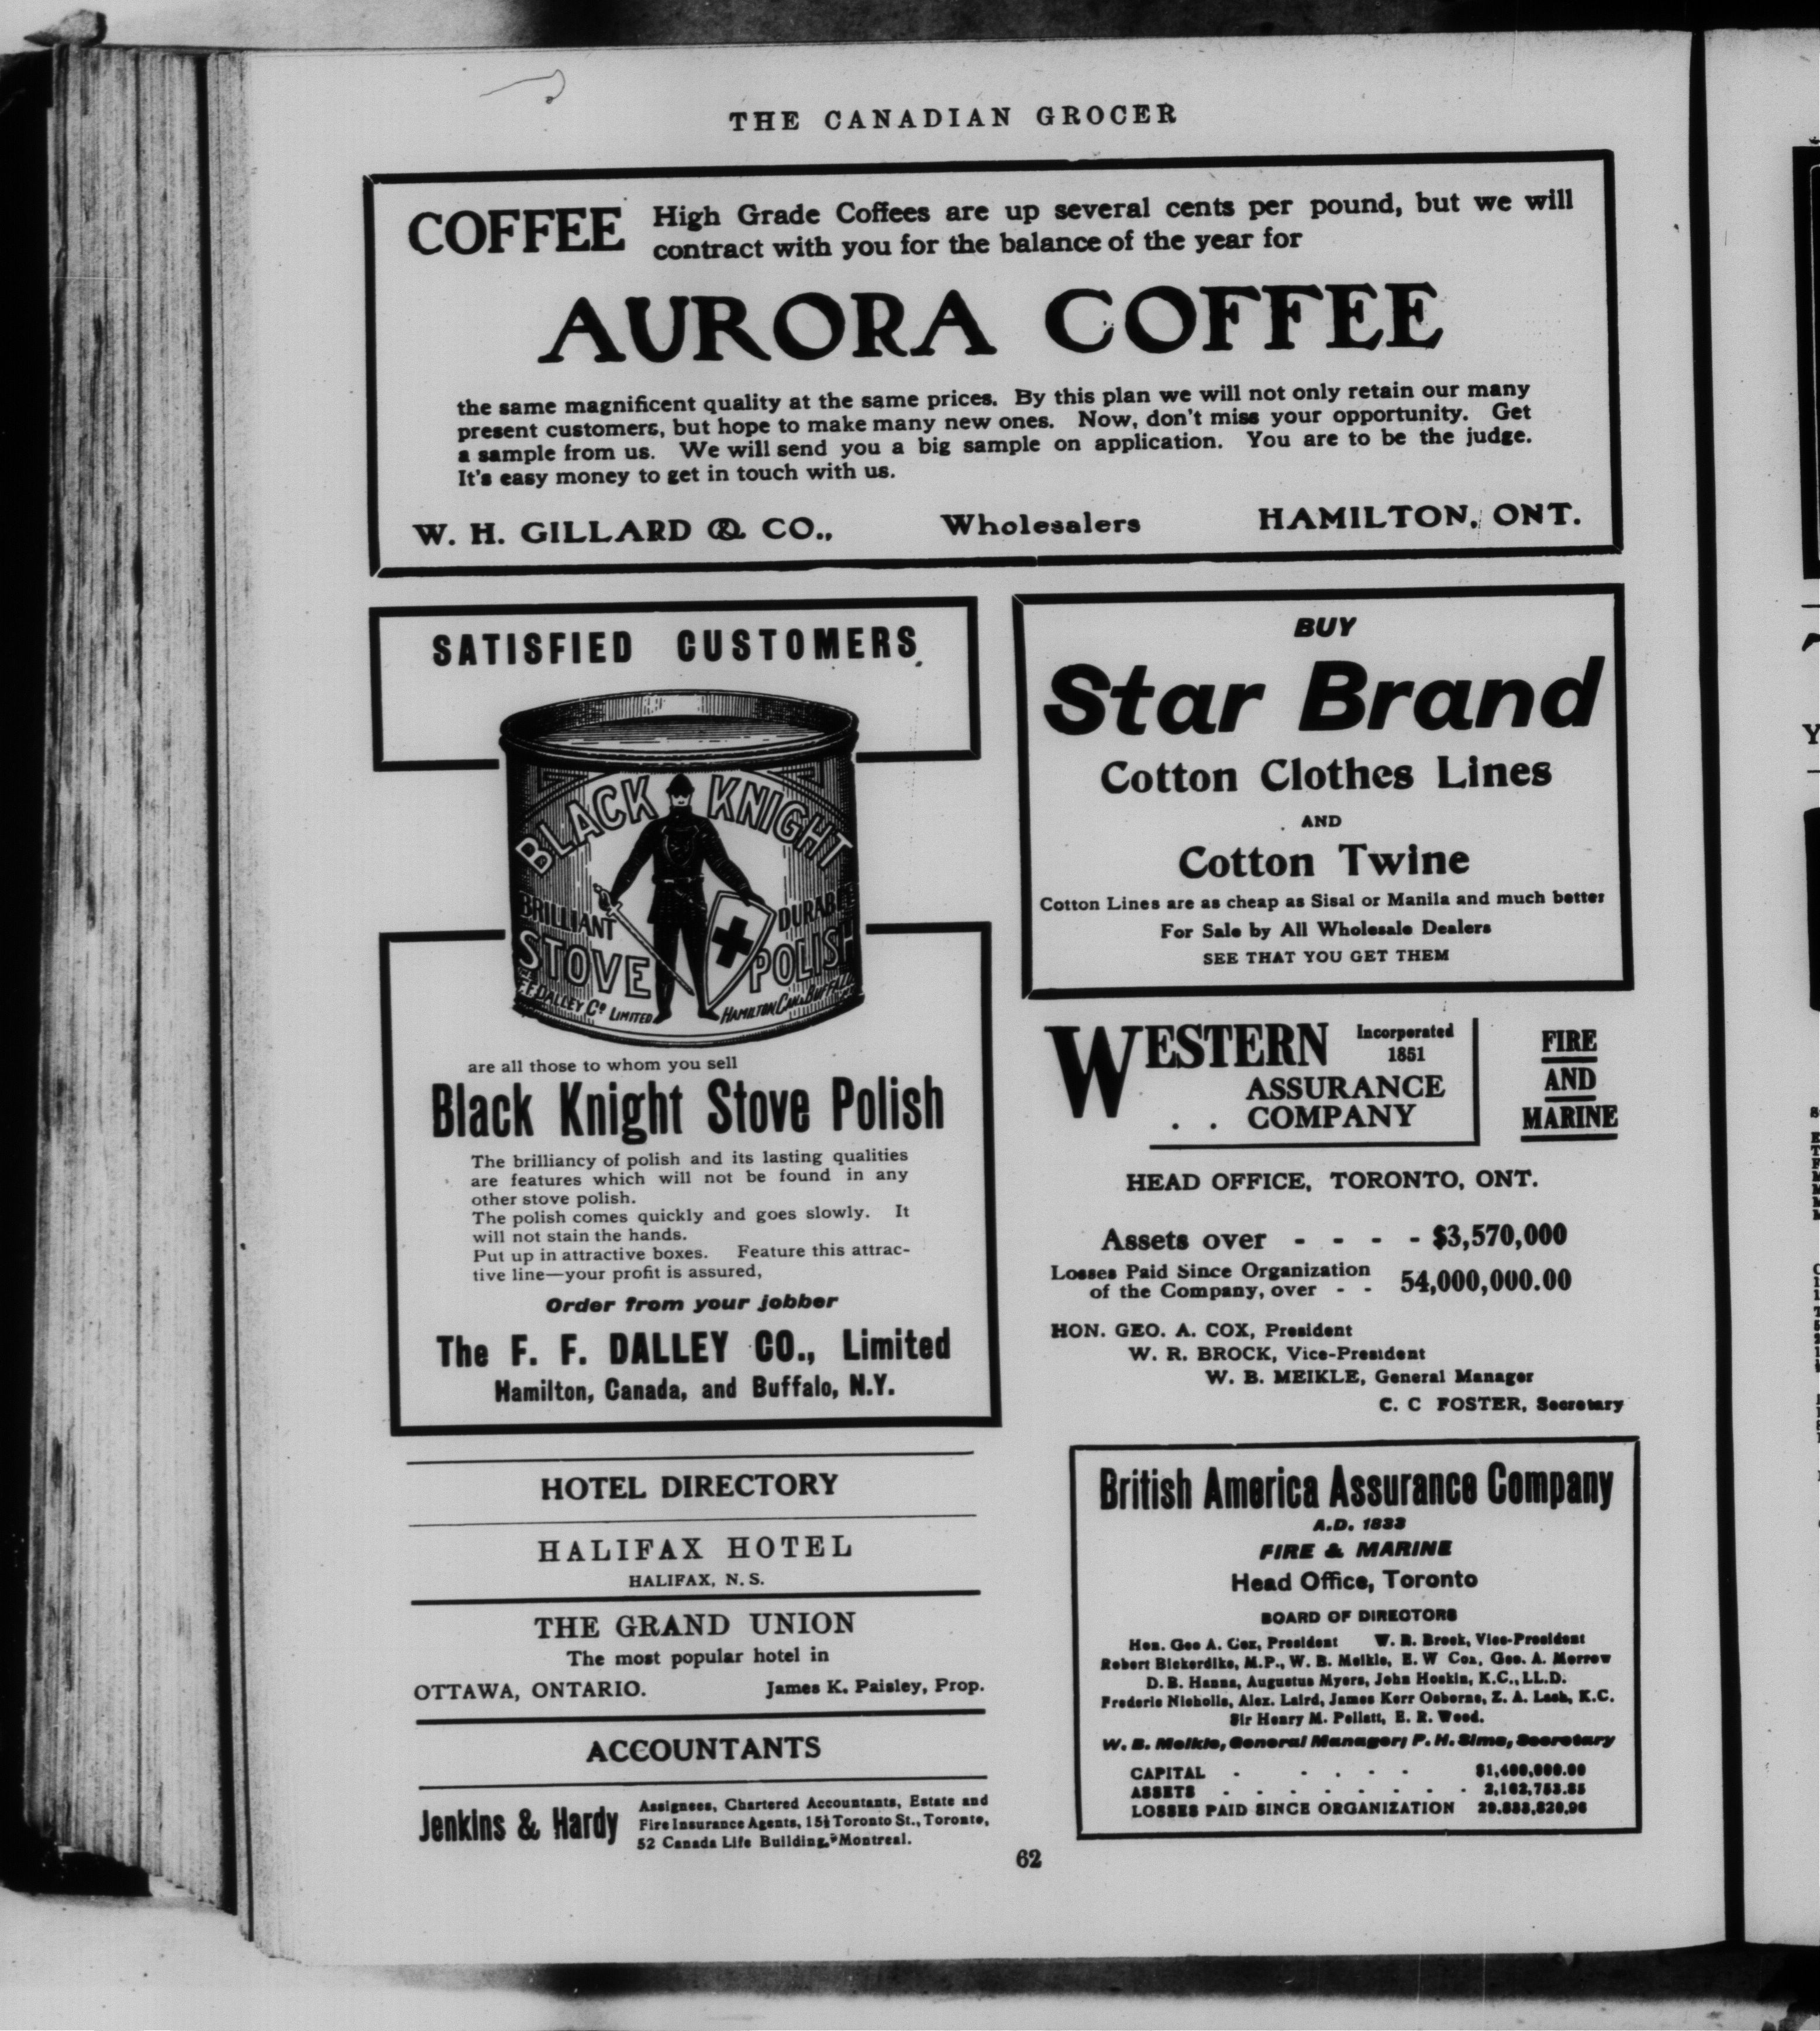 THE CANADIAN GROCER
COFFEE
High Grade Coffees are up several cents per pound, but we will
contract with you for the balance of the year for
AURORA COFFEE
the same magnificent quality at the same prices. By this plan we will not only retain our many
present customers, but hope to make many new ones. Now, don't miss your opportunity. Get
a sample from us. We will send you a big sample on application. You are to be the judge.
It's easy money to get in touch with us.
W. H. GILLARD & CO., Wholesalers HAMILTON, ONT.
SATISFIED CUSTOMERS
BLACK KNIGHT
BRILLIANT DURABLE
STOVE POLISH
F.F. DALLEY Co LIMITED HAMILTON CAN. & BUFFALO
are all those to whom you sell
Black Knight Stove Polish
The brilliancy of polish and its lasting qualities
are features which will not be found in any
other stove polish.
The polish comes quickly and goes slowly. It
will not stain the hands.
Put up in attractive boxes. Feature this attrac-
tive line—your profit is assured,
Order from your jobber
The F. F. DALLEY CO., Limited
Hamilton, Canada, and Buffalo, N.Y.
HOTEL DIRECTORY
HALIFAX HOTEL
HALIFAX, N. S.
THE GRAND UNION
The most popular hotel in
OTTAWA, ONTARIO. James K. Paisley, Prop.
ACCOUNTANTS
Jenkins & Hardy
Assignees, Chartered Accountants, Estate and
Fire Insurance Agents, 15½ Toronto St., Toronto,
52 Canada Life Building, Montreal.
BUY
Star Brand
Cotton Clothes Lines
AND
Cotton Twine
Cotton Lines are as cheap as Sisal or Manila and much better
For Sale by All Wholesale Dealers
SEE THAT YOU GET THEM
WESTERN Incorporated 1851
ASSURANCE
. . COMPANY
FIRE
AND
MARINE
HEAD OFFICE, TORONTO, ONT.
Assets over - - - - $3,570,000
Losses Paid Since Organization
of the Company, over - - 54,000,000.00
HON. GEO. A. COX, President
W. R. BROCK, Vice-President
W. B. MEIKLE, General Manager
C. C FOSTER, Secretary
British America Assurance Company
A.D. 1833
FIRE & MARINE
Head Office, Toronto
BOARD OF DIRECTORS
Hon. Geo A. Cox, President W. R. Brock, Vice-President
Robert Bickerdike, M.P., W. B. Meikle, E. W Cox, Geo. A. Morrow
D. B. Hanna, Augustus Myers, John Hoskin, K.C., LL.D.
Frederic Nicholls, Alex. Laird, James Kerr Osborne, Z. A. Lash, K.C.
Sir Henry M. Pellatt, E. R. Wood.
W. B. Meikle, General Manager; P. H. Sims, Secretary
CAPITAL - - - - - $1,400,000.00
ASSETS - - - - - - - - 2,162,753.85
LOSSES PAID SINCE ORGANIZATION 29,833,820,96
62